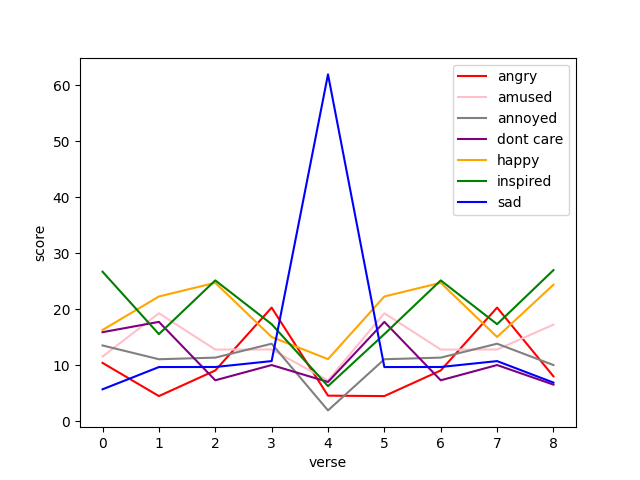 angry
amused
annoyed
dont care
happy
inspired
sad
score
60
50
40
30
20
10
0
0 1 2 3 4 5 6 7 8
verse